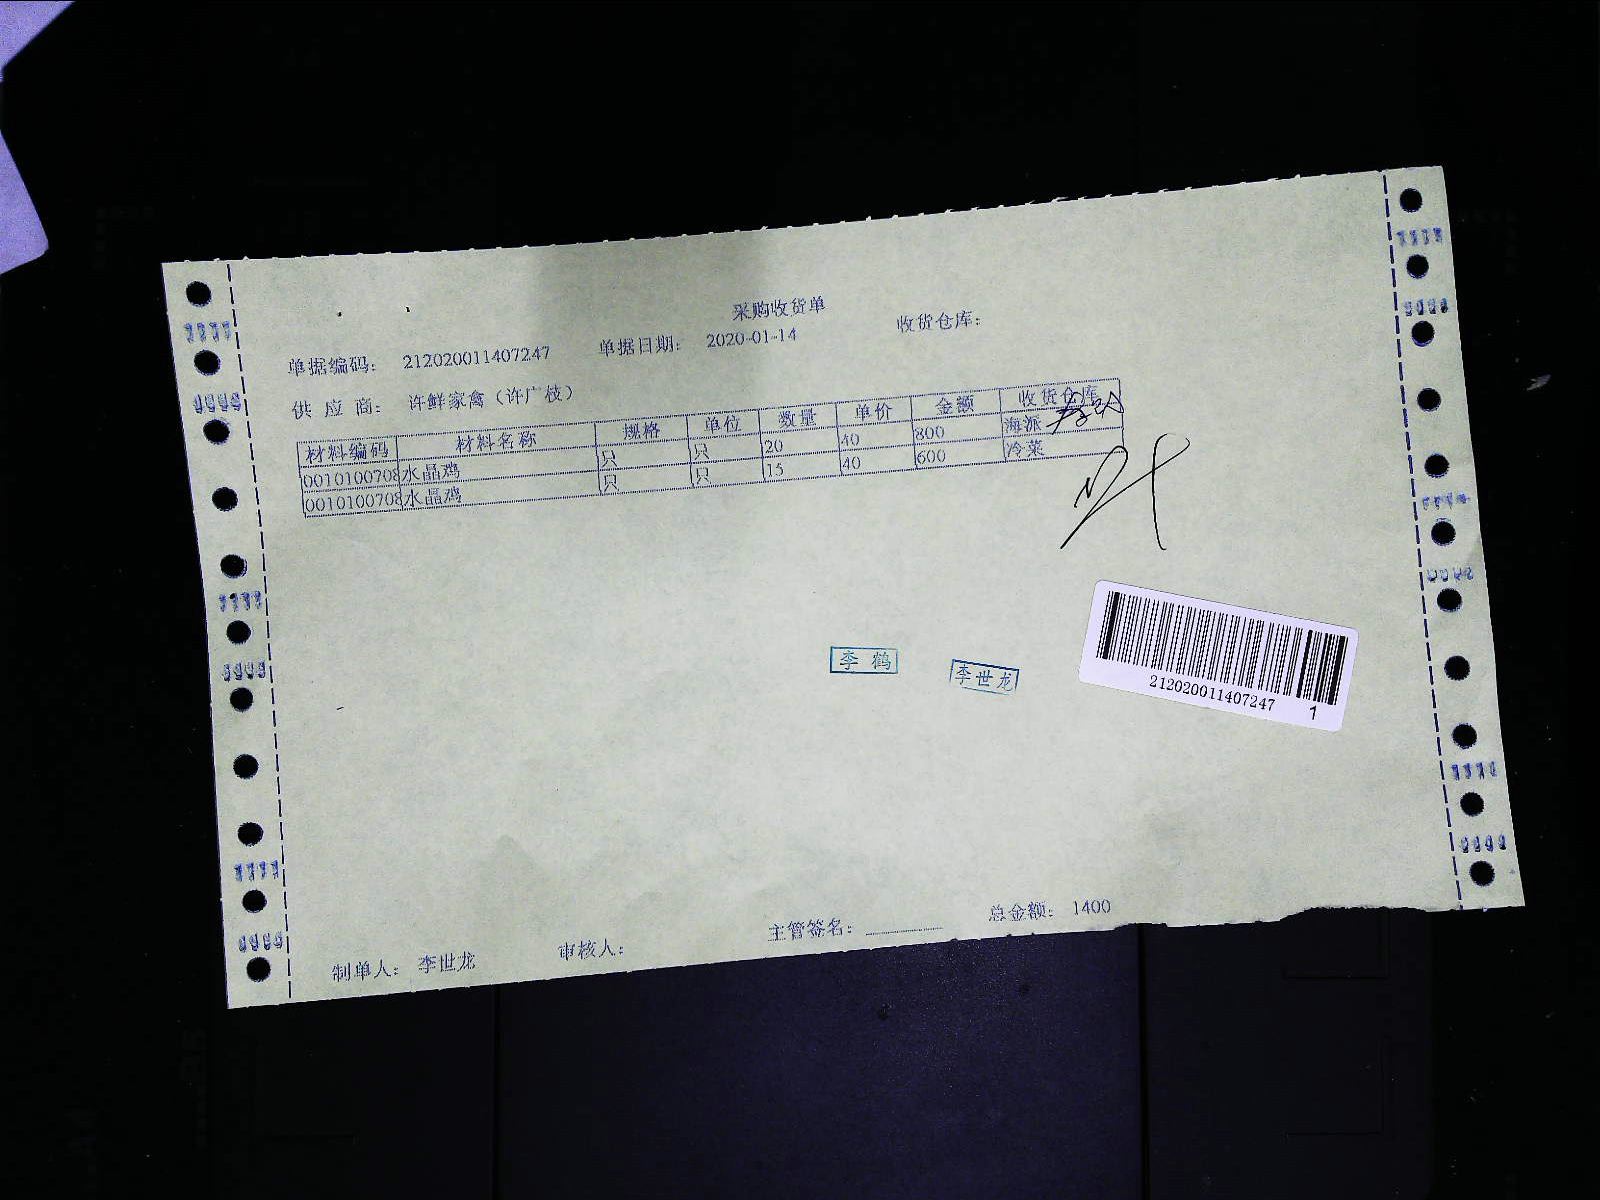 采购收货单
单据编码: 212020011407247 单据日期: 2020-01-14 收货仓库:
供 应 商: 许鲜家禽（许广枝）
材料编码 材料名称 规格 单位 数量 单价 金额 收货仓库
0010100708 水晶鸡 只 只 20 40 800 海派
0010100708 水晶鸡 只 只 15 40 600 冷菜
李 鹤 李世龙
212020011407247 1
制单人: 李世龙 审核人: 主管签名: 总金额: 1400